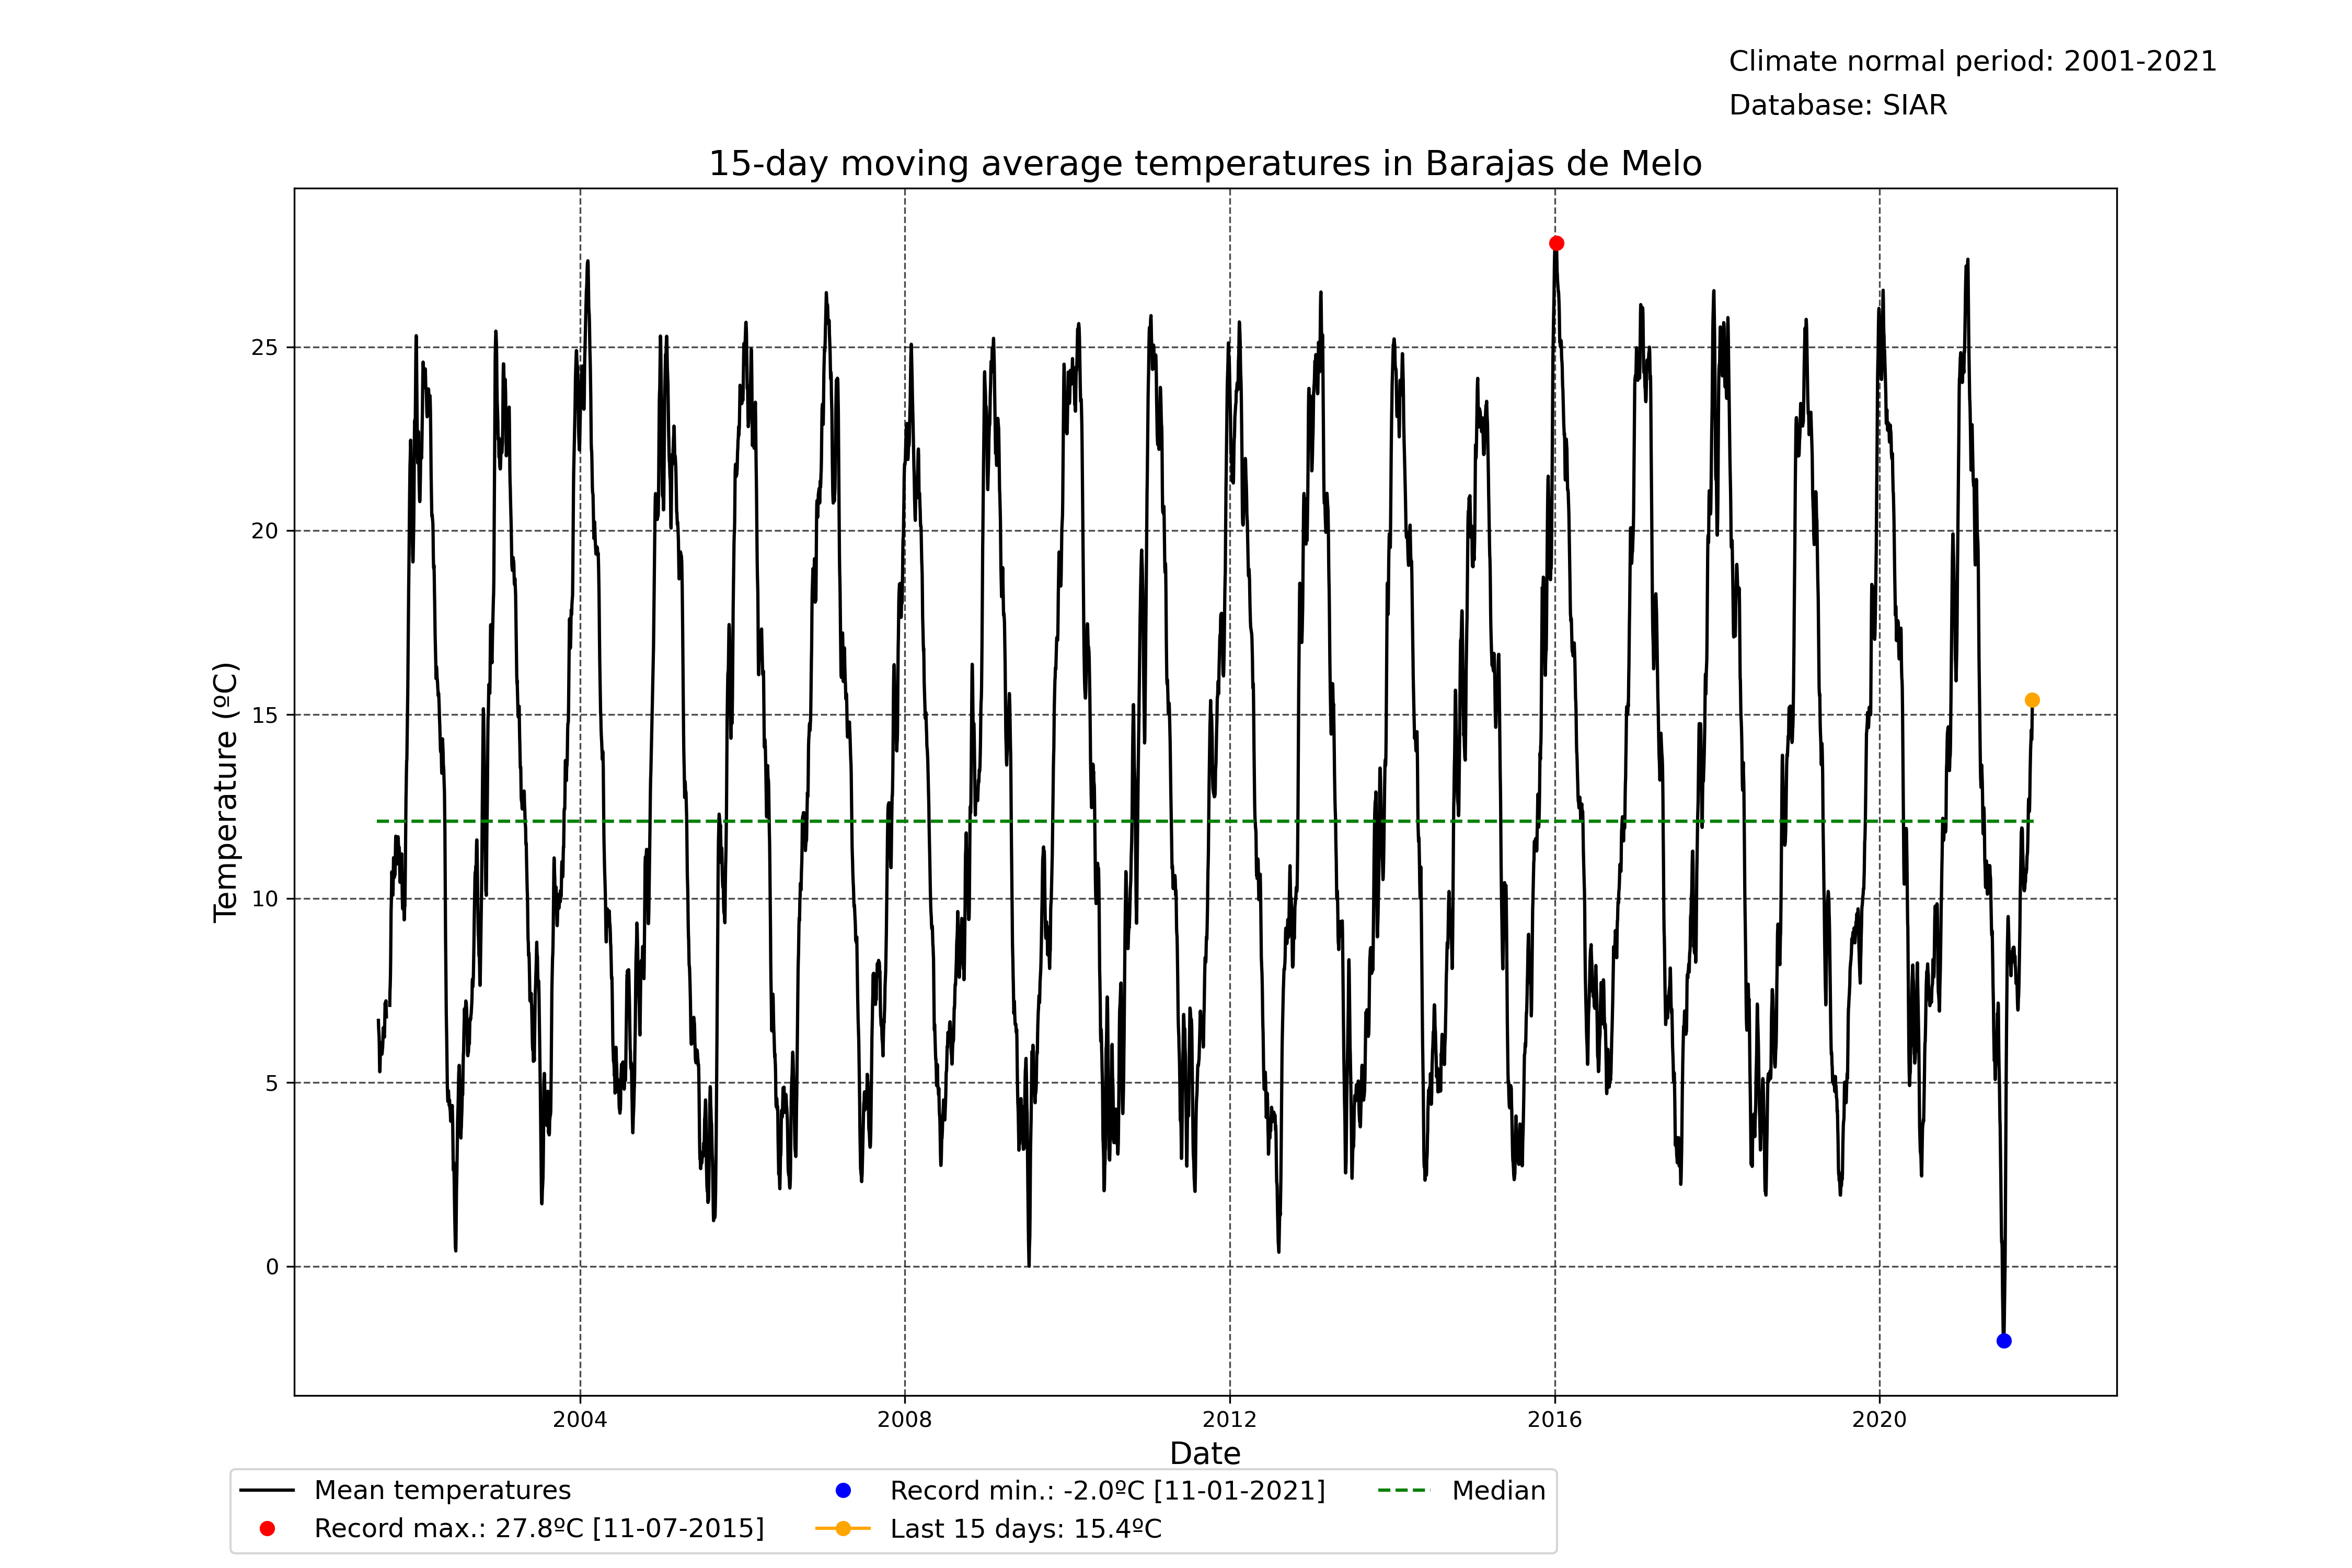 Climate normal period: 2001-2021
Database: SIAR
15-day moving average temperatures in Barajas de Melo
Temperature (ºC)
25
20
15
10
5
0
2004
2008
2012
2016
2020
Date
Mean temperatures
Record max.: 27.8ºC [11-07-2015]
Record min.: -2.0ºC [11-01-2021]
Last 15 days: 15.4ºC
Median